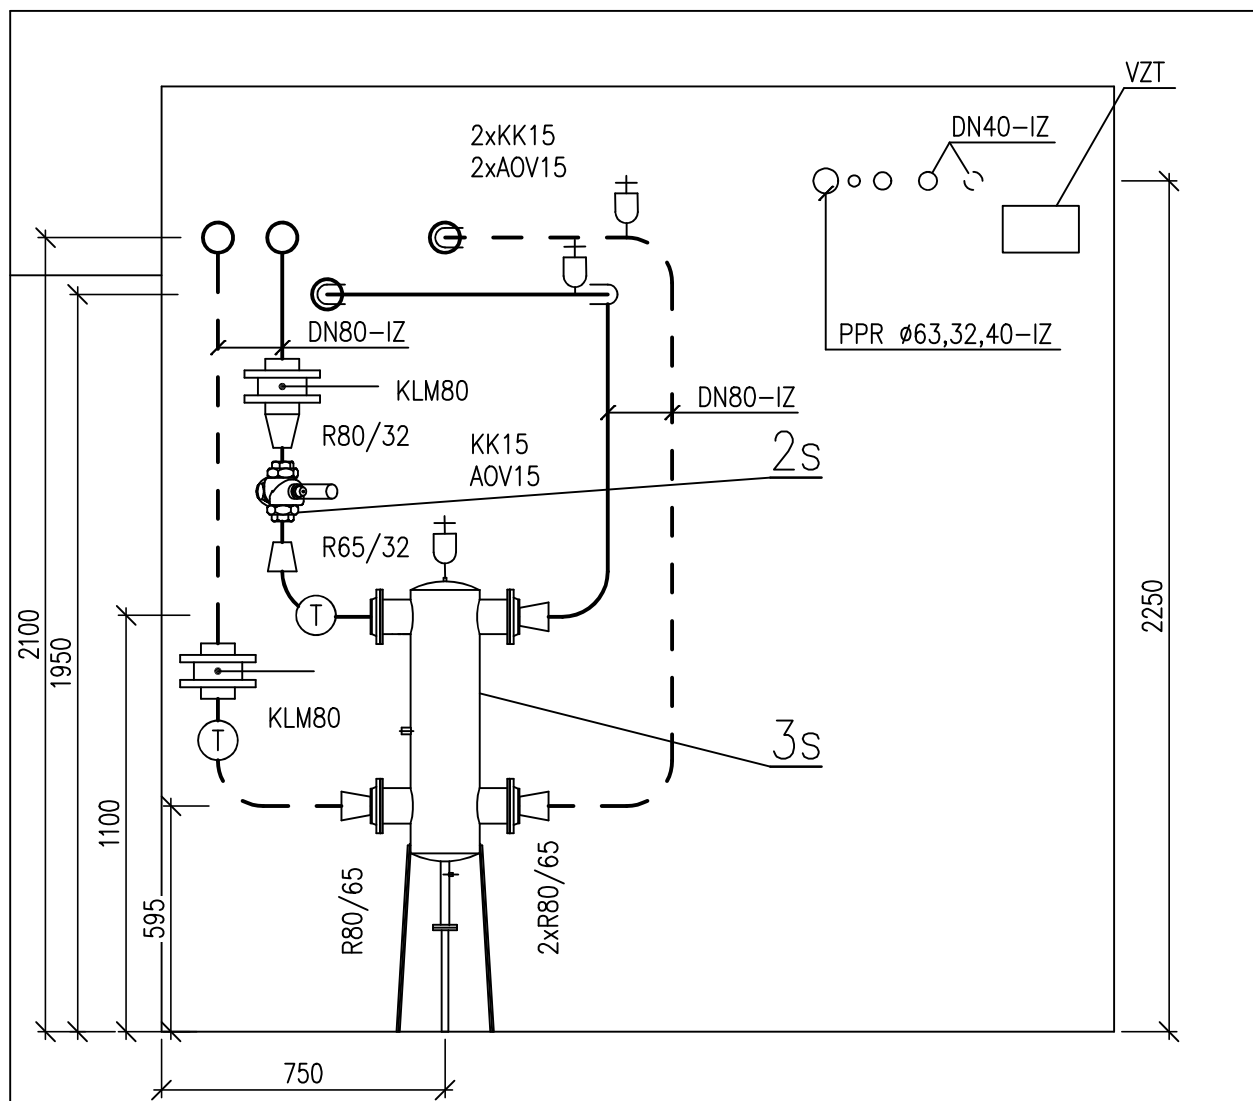 VZT
2xKK15
2xAOV15
DN40-IZ
DN80-IZ
PPR ø63,32,40-IZ
KLM80
DN80-IZ
R80/32
KK15
AOV15
2s
R65/32
T
2100
1950
2250
KLM80
T
3s
1100
595
R80/65
2xR80/65
750